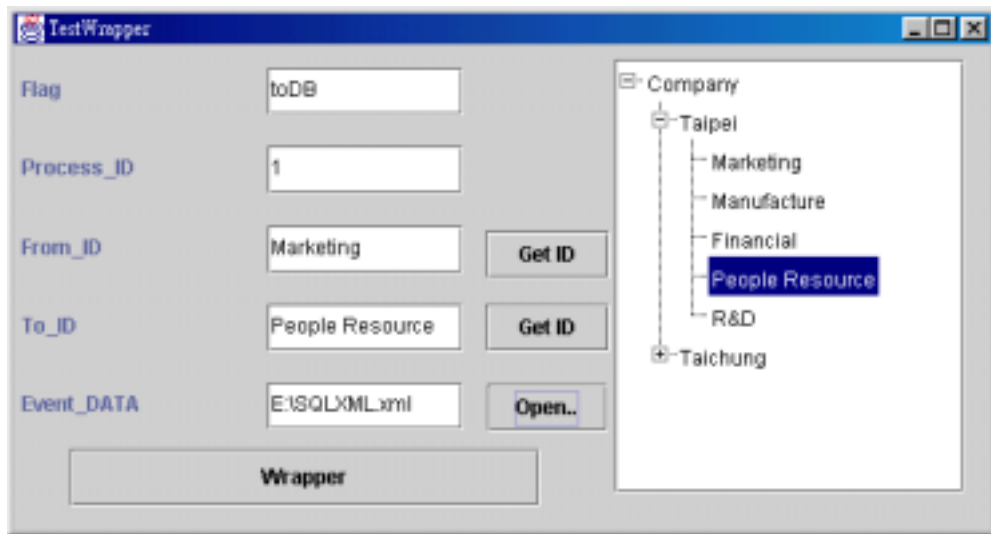 TestWrapper
Flag toDB
Process_ID 1
From_ID Marketing Get ID
To_ID People Resource Get ID
Event_DATA E:\SQLXML.xml Open..
Wrapper
Company
Taipei
Marketing
Manufacture
Financial
People Resource
R&D
Taichung